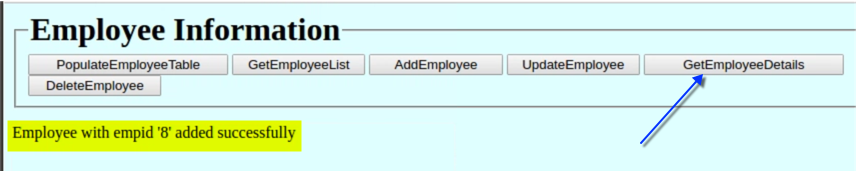 Employee Information
PopulateEmployeeTable GetEmployeeList AddEmployee UpdateEmployee GetEmployeeDetails
DeleteEmployee
Employee with empid '8' added successfully